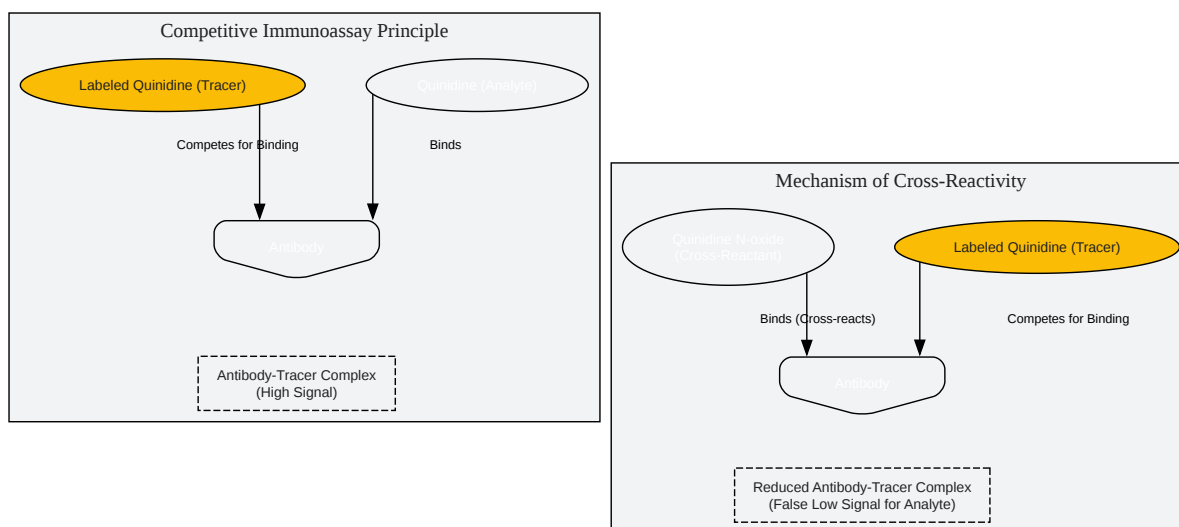 Competitive Immunoassay Principle
Labeled Quinidine (Tracer)
Quinidine (Analyte)
Competes for Binding
Binds
Antibody
Antibody-Tracer Complex
(High Signal)
Mechanism of Cross-Reactivity
Quinidine N-oxide
(Cross-Reactant)
Labeled Quinidine (Tracer)
Binds (Cross-reacts)
Competes for Binding
Antibody
Reduced Antibody-Tracer Complex
(False Low Signal for Analyte)